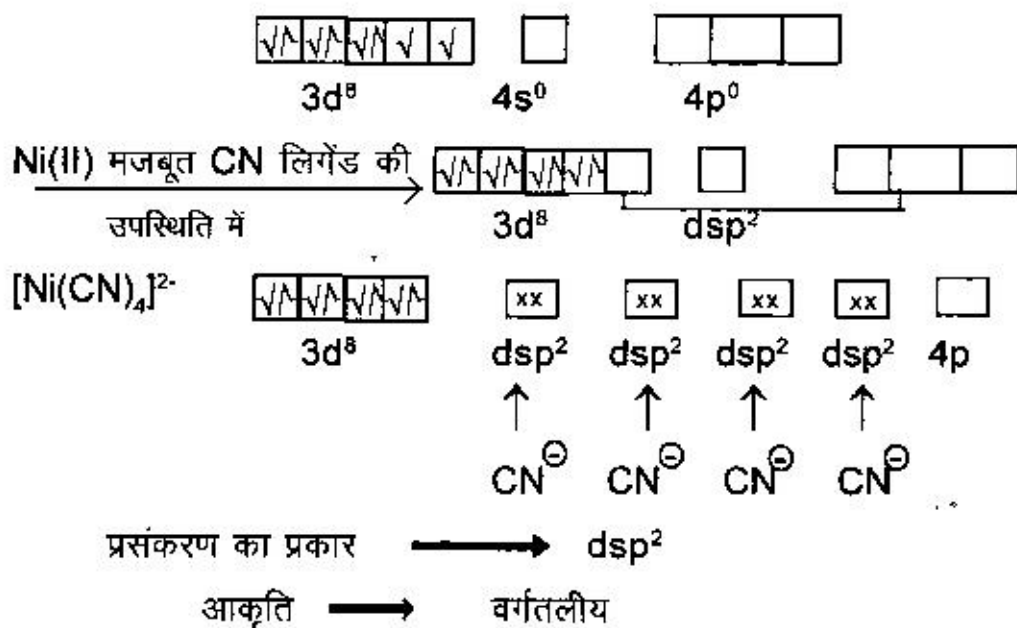 3d⁸ 4s⁰ 4p⁰
Ni(II) मजबूत CN लिगेंड की
उपस्थिति में
3d⁸ dsp²
[Ni(CN)₄]²⁻
xx xx xx xx
3d⁸ dsp² dsp² dsp² dsp² 4p
CN⊖ CN⊖ CN⊖ CN⊖
प्रसंकरण का प्रकार ⟶ dsp²
आकृति ⟶ वर्गतलीय